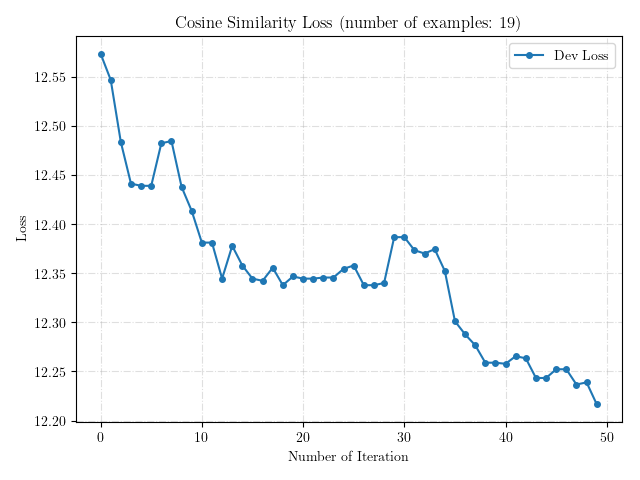 Cosine Similarity Loss (number of examples: 19)
Dev Loss
Loss
12.55
12.50
12.45
12.40
12.35
12.30
12.25
12.20
0 10 20 30 40 50
Number of Iteration